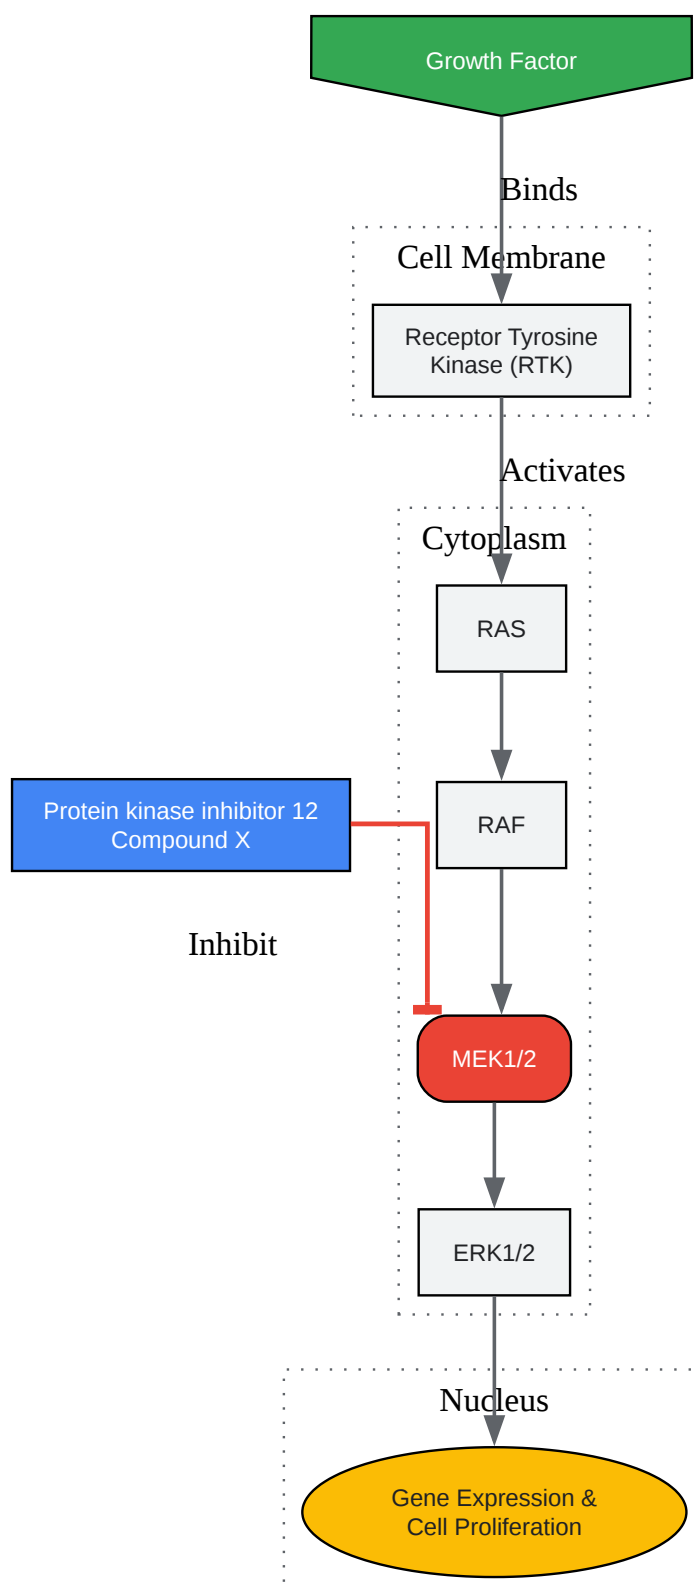 Growth Factor
Binds
Cell Membrane
Receptor Tyrosine
Kinase (RTK)
Activates
Cytoplasm
RAS
Protein kinase inhibitor 12
Compound X
RAF
Inhibit
MEK1/2
ERK1/2
Nucleus
Gene Expression &
Cell Proliferation